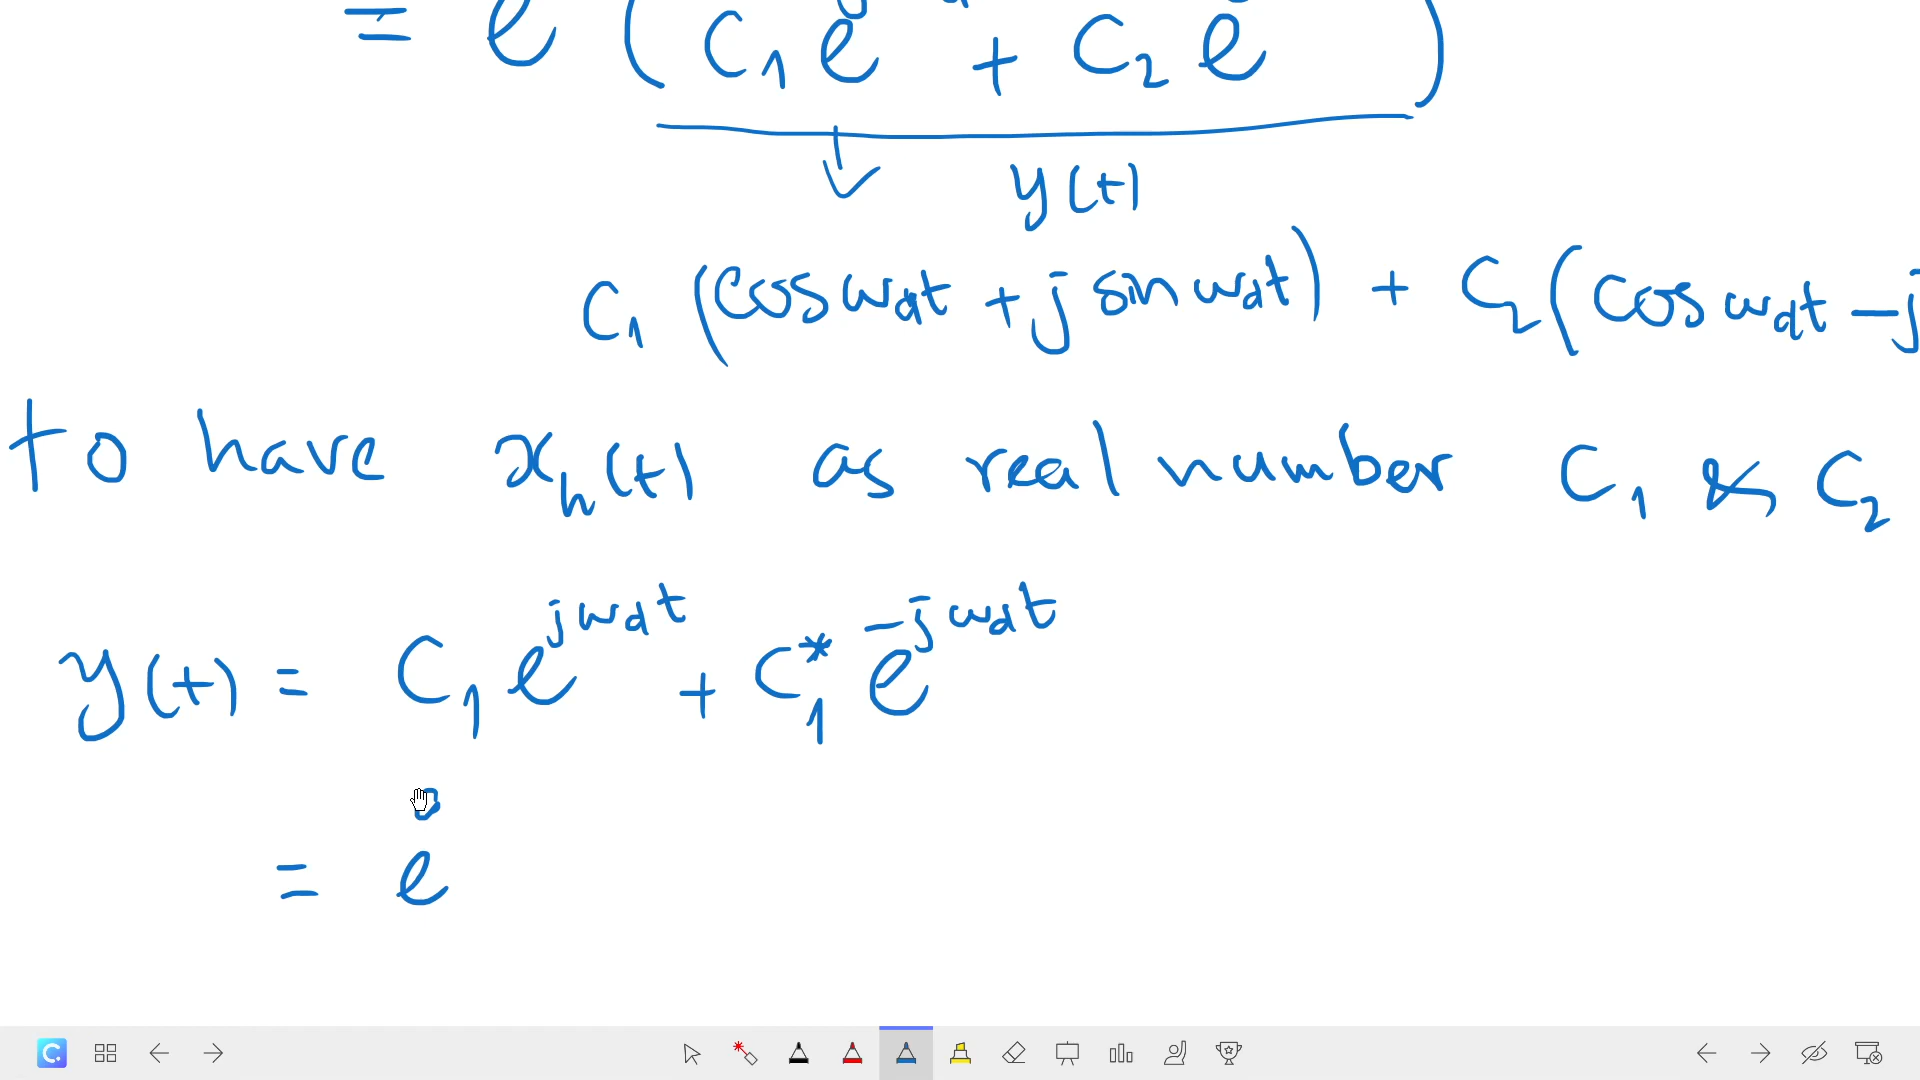 = e ( C₁ e + C₂ e )
y(t)
C₁ (cos ωdt + j sin ωdt) + C₂ (cos ωdt - j
to have xₕ(t) as real number C₁ & C₂
y(t) = C₁ e^{jωdt} + C₁* e^{-jωdt}
= e